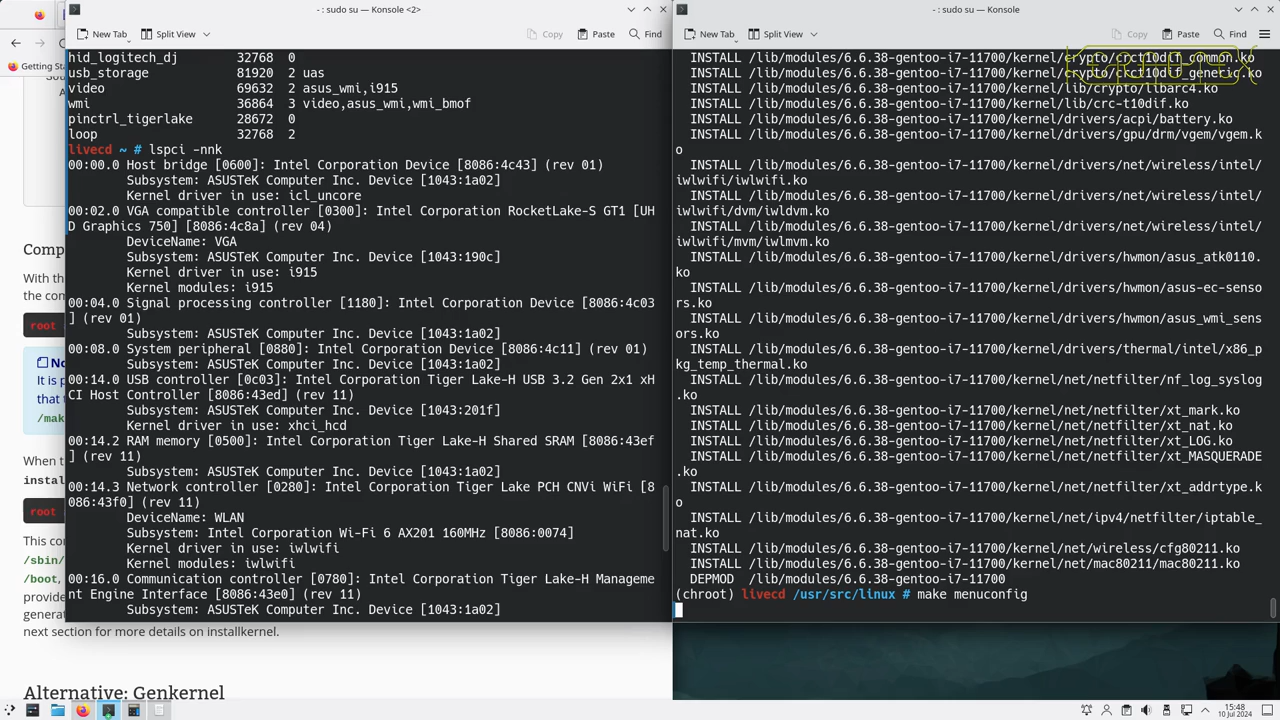 - : sudo su — Konsole <2>
New Tab
Split View
Copy
Paste
Find
hid_logitech_dj 32768 0
usb_storage 81920 2 uas
video 69632 2 asus_wmi,i915
wmi 36864 3 video,asus_wmi,wmi_bmof
pinctrl_tigerlake 28672 0
loop 32768 2
livecd ~ # lspci -nnk
00:00.0 Host bridge [0600]: Intel Corporation Device [8086:4c43] (rev 01)
Subsystem: ASUSTeK Computer Inc. Device [1043:1a02]
Kernel driver in use: icl_uncore
00:02.0 VGA compatible controller [0300]: Intel Corporation RocketLake-S GT1 [UH
D Graphics 750] [8086:4c8a] (rev 04)
DeviceName: VGA
Subsystem: ASUSTeK Computer Inc. Device [1043:190c]
Kernel driver in use: i915
Kernel modules: i915
00:04.0 Signal processing controller [1180]: Intel Corporation Device [8086:4c03
] (rev 01)
Subsystem: ASUSTeK Computer Inc. Device [1043:1a02]
00:08.0 System peripheral [0880]: Intel Corporation Device [8086:4c11] (rev 01)
Subsystem: ASUSTeK Computer Inc. Device [1043:1a02]
00:14.0 USB controller [0c03]: Intel Corporation Tiger Lake-H USB 3.2 Gen 2x1 xH
CI Host Controller [8086:43ed] (rev 11)
Subsystem: ASUSTeK Computer Inc. Device [1043:201f]
Kernel driver in use: xhci_hcd
00:14.2 RAM memory [0500]: Intel Corporation Tiger Lake-H Shared SRAM [8086:43ef
] (rev 11)
Subsystem: ASUSTeK Computer Inc. Device [1043:1a02]
00:14.3 Network controller [0280]: Intel Corporation Tiger Lake PCH CNVi WiFi [8
086:43f0] (rev 11)
DeviceName: WLAN
Subsystem: Intel Corporation Wi-Fi 6 AX201 160MHz [8086:0074]
Kernel driver in use: iwlwifi
Kernel modules: iwlwifi
00:16.0 Communication controller [0780]: Intel Corporation Tiger Lake-H Manageme
nt Engine Interface [8086:43e0] (rev 11)
Subsystem: ASUSTeK Computer Inc. Device [1043:1a02]
- : sudo su — Konsole
New Tab
Split View
Copy
Paste
Find
INSTALL /lib/modules/6.6.38-gentoo-i7-11700/kernel/crypto/crct10dif_common.ko
INSTALL /lib/modules/6.6.38-gentoo-i7-11700/kernel/crypto/crct10dif_generic.ko
INSTALL /lib/modules/6.6.38-gentoo-i7-11700/kernel/lib/crypto/libarc4.ko
INSTALL /lib/modules/6.6.38-gentoo-i7-11700/kernel/lib/crc-t10dif.ko
INSTALL /lib/modules/6.6.38-gentoo-i7-11700/kernel/drivers/acpi/battery.ko
INSTALL /lib/modules/6.6.38-gentoo-i7-11700/kernel/drivers/gpu/drm/vgem/vgem.k
o
INSTALL /lib/modules/6.6.38-gentoo-i7-11700/kernel/drivers/net/wireless/intel/
iwlwifi/iwlwifi.ko
INSTALL /lib/modules/6.6.38-gentoo-i7-11700/kernel/drivers/net/wireless/intel/
iwlwifi/dvm/iwldvm.ko
INSTALL /lib/modules/6.6.38-gentoo-i7-11700/kernel/drivers/net/wireless/intel/
iwlwifi/mvm/iwlmvm.ko
INSTALL /lib/modules/6.6.38-gentoo-i7-11700/kernel/drivers/hwmon/asus_atk0110.
ko
INSTALL /lib/modules/6.6.38-gentoo-i7-11700/kernel/drivers/hwmon/asus-ec-senso
rs.ko
INSTALL /lib/modules/6.6.38-gentoo-i7-11700/kernel/drivers/hwmon/asus_wmi_sens
ors.ko
INSTALL /lib/modules/6.6.38-gentoo-i7-11700/kernel/drivers/thermal/intel/x86_p
kg_temp_thermal.ko
INSTALL /lib/modules/6.6.38-gentoo-i7-11700/kernel/net/netfilter/nf_log_syslog
.ko
INSTALL /lib/modules/6.6.38-gentoo-i7-11700/kernel/net/netfilter/xt_mark.ko
INSTALL /lib/modules/6.6.38-gentoo-i7-11700/kernel/net/netfilter/xt_nat.ko
INSTALL /lib/modules/6.6.38-gentoo-i7-11700/kernel/net/netfilter/xt_LOG.ko
INSTALL /lib/modules/6.6.38-gentoo-i7-11700/kernel/net/netfilter/xt_MASQUERADE
.ko
INSTALL /lib/modules/6.6.38-gentoo-i7-11700/kernel/net/netfilter/xt_addrtype.k
o
INSTALL /lib/modules/6.6.38-gentoo-i7-11700/kernel/net/ipv4/netfilter/iptable_
nat.ko
INSTALL /lib/modules/6.6.38-gentoo-i7-11700/kernel/net/wireless/cfg80211.ko
INSTALL /lib/modules/6.6.38-gentoo-i7-11700/kernel/net/mac80211/mac80211.ko
DEPMOD /lib/modules/6.6.38-gentoo-i7-11700
(chroot) livecd /usr/src/linux # make menuconfig
Getting Sta
A
Comp
With the
the com
root
No
It is p
that t
/mak
When t
instal
root
This co
/sbin/
/boot,
provide
generat
next section for more details on installkernel.
Alternative: Genkernel
15:48
10 Jul 2024